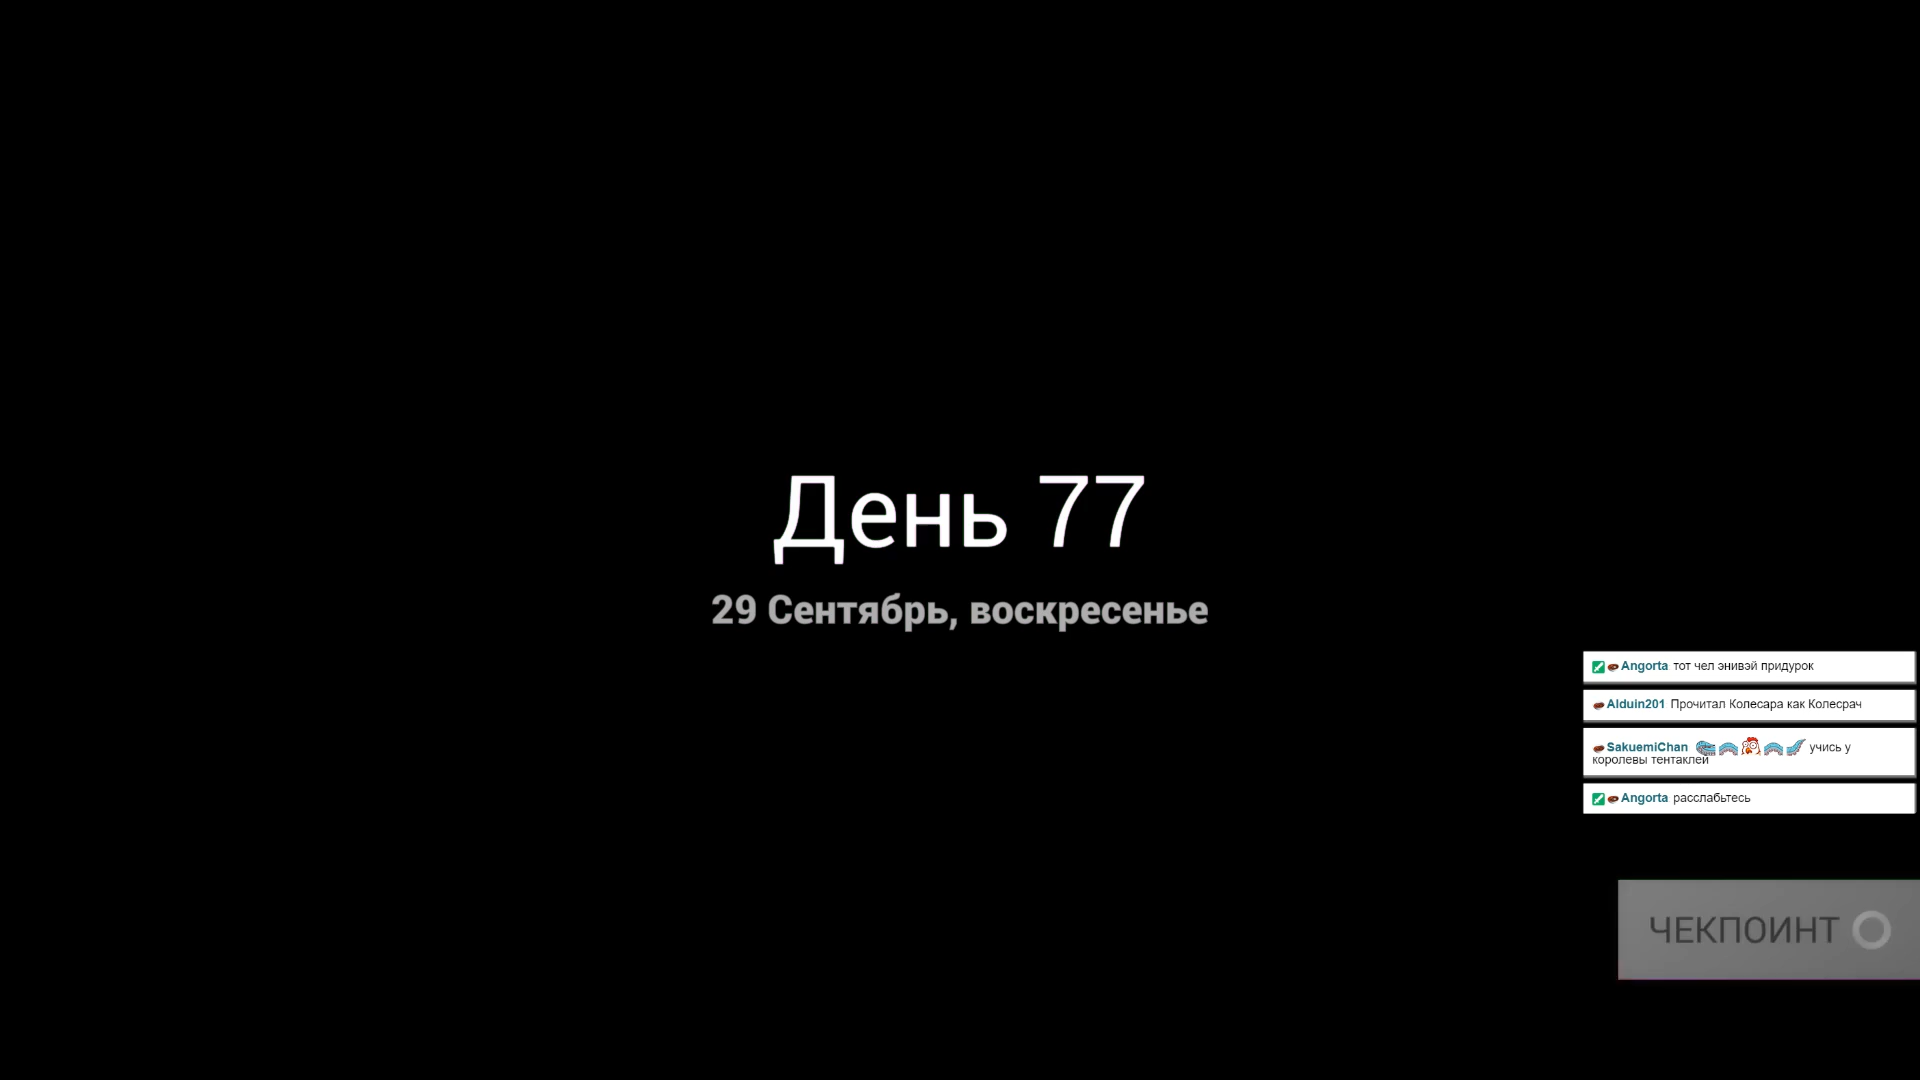 День 77
29 Сентябрь, воскресенье
Angorta тот чел энивэй придурок
Alduin201 Прочитал Колесара как Колесрач
SakuemiChan учись у
королевы тентаклей
Angorta расслабьтесь
ЧЕКПОИНТ